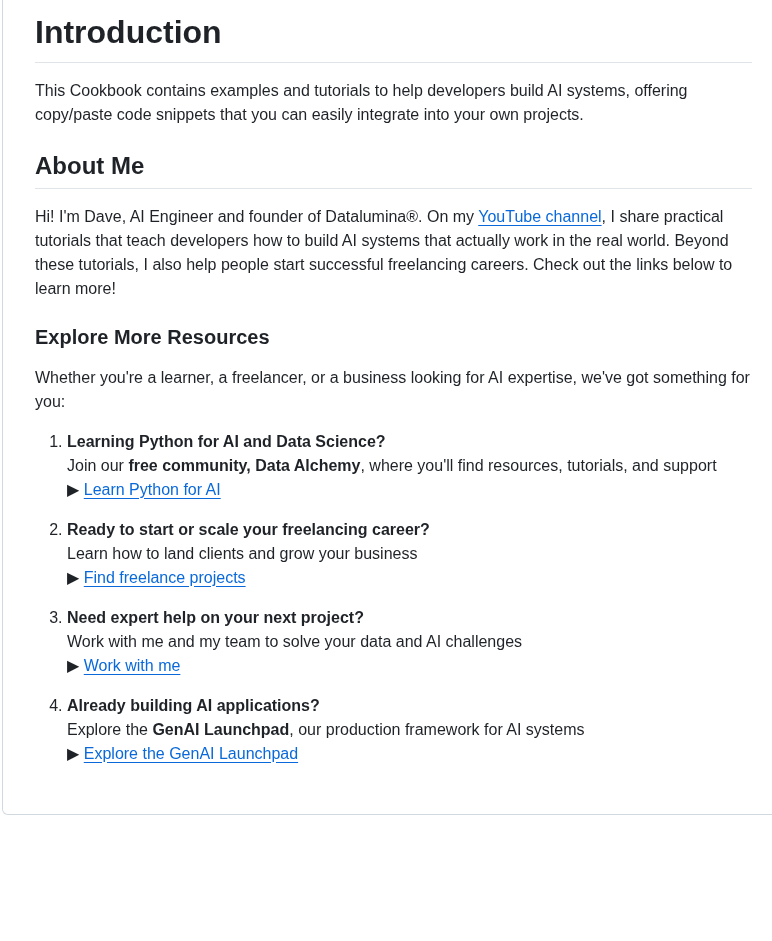 Introduction
This Cookbook contains examples and tutorials to help developers build AI systems, offering
copy/paste code snippets that you can easily integrate into your own projects.
About Me
Hi! I'm Dave, AI Engineer and founder of Datalumina®. On my YouTube channel, I share practical
tutorials that teach developers how to build AI systems that actually work in the real world. Beyond
these tutorials, I also help people start successful freelancing careers. Check out the links below to
learn more!
Explore More Resources
Whether you're a learner, a freelancer, or a business looking for AI expertise, we've got something for
you:
1. Learning Python for AI and Data Science?
Join our free community, Data Alchemy, where you'll find resources, tutorials, and support
▶ Learn Python for AI
2. Ready to start or scale your freelancing career?
Learn how to land clients and grow your business
▶ Find freelance projects
3. Need expert help on your next project?
Work with me and my team to solve your data and AI challenges
▶ Work with me
4. Already building AI applications?
Explore the GenAI Launchpad, our production framework for AI systems
▶ Explore the GenAI Launchpad